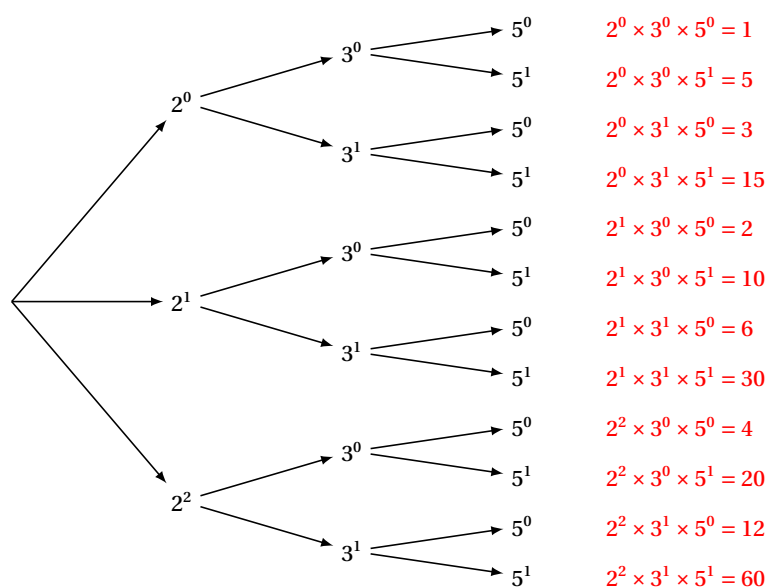 5⁰ 2⁰ × 3⁰ × 5⁰ = 1
3⁰
5¹ 2⁰ × 3⁰ × 5¹ = 5
2⁰
5⁰ 2⁰ × 3¹ × 5⁰ = 3
3¹
5¹ 2⁰ × 3¹ × 5¹ = 15
5⁰ 2¹ × 3⁰ × 5⁰ = 2
3⁰
5¹ 2¹ × 3⁰ × 5¹ = 10
2¹
5⁰ 2¹ × 3¹ × 5⁰ = 6
3¹
5¹ 2¹ × 3¹ × 5¹ = 30
5⁰ 2² × 3⁰ × 5⁰ = 4
3⁰
5¹ 2² × 3⁰ × 5¹ = 20
2²
5⁰ 2² × 3¹ × 5⁰ = 12
3¹
5¹ 2² × 3¹ × 5¹ = 60